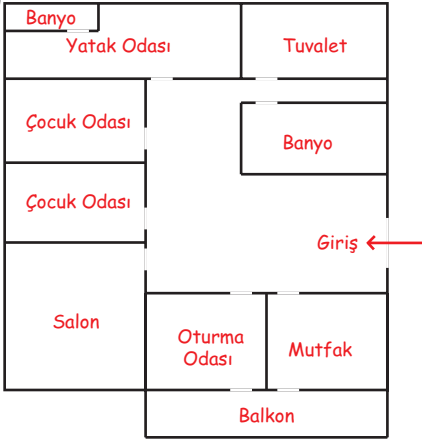 Banyo
Yatak Odası
Tuvalet
Çocuk Odası
Banyo
Çocuk Odası
Giriş
Salon
Oturma
Odası
Mutfak
Balkon